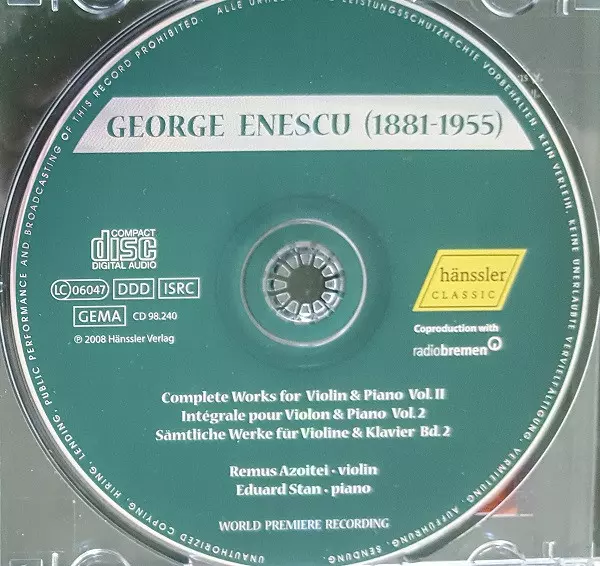 GEORGE ENESCU (1881-1955)
COMPACT
disc
DIGITAL AUDIO
LC 06047 DDD ISRC
GEMA CD 98.240
℗ 2008 Hänssler Verlag
hänssler
CLASSIC
Coproduction with
radiobremen
Complete Works for Violin & Piano Vol. II
Intégrale pour Violon & Piano Vol. 2
Sämtliche Werke für Violine & Klavier Bd. 2
Remus Azoitei · violin
Eduard Stan · piano
WORLD PREMIERE RECORDING
LEISTUNGSSCHUTZRECHTE VORBEHALTEN. KEIN VERLEIH, KEINE UNERLAUBTE VERVIELFÄLTIGUNG, VERMIETUNG, AUFFÜHRUNG, SENDUNG.
UNAUTHORIZED COPYING, HIRING, LENDING, PUBLIC PERFORMANCE AND BROADCASTING OF THIS RECORD PROHIBITED. ALLE